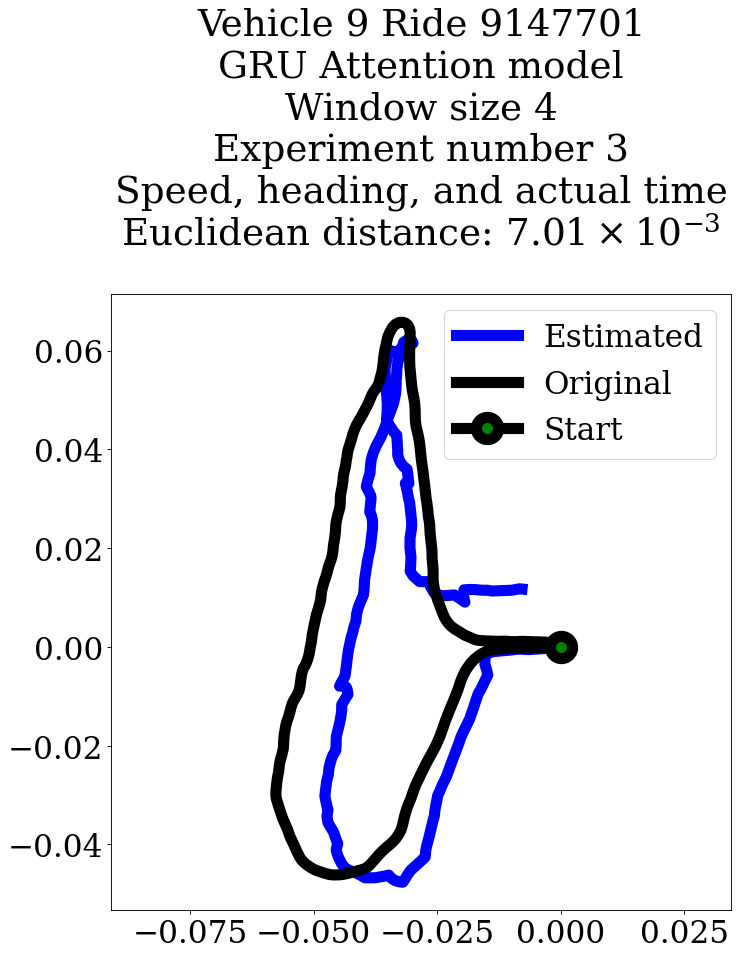 Vehicle 9 Ride 9147701
GRU Attention model
Window size 4
Experiment number 3
Speed, heading, and actual time
Euclidean distance: 7.01 × 10⁻³
Estimated
Original
Start
0.06
0.04
0.02
0.00
−0.02
−0.04
−0.075 −0.050 −0.025 0.000 0.025